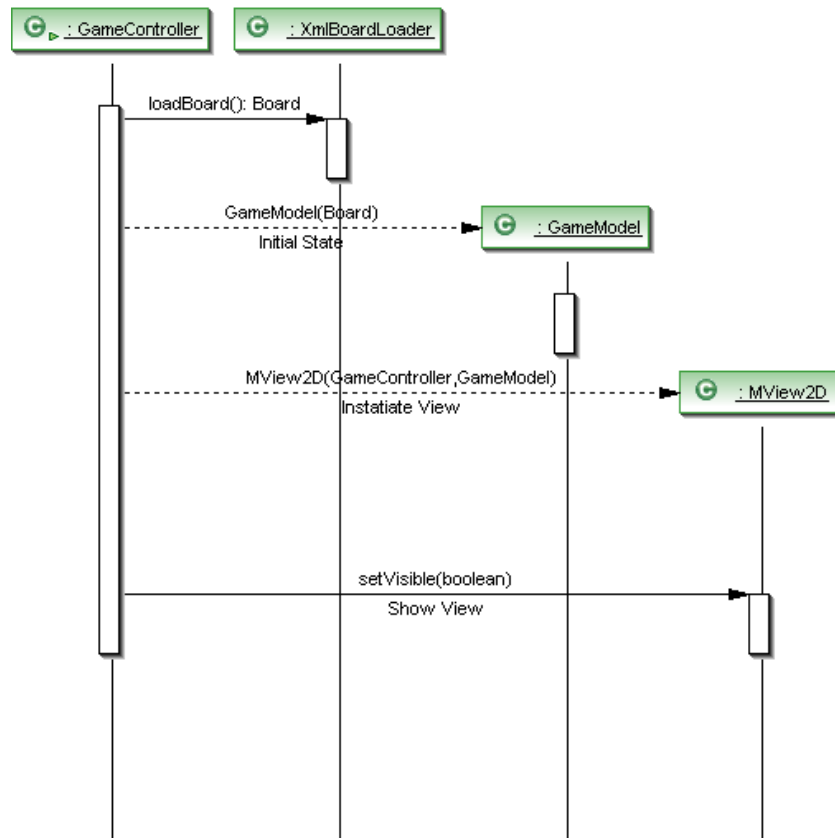 : GameController
: XmlBoardLoader
loadBoard(): Board
GameModel(Board)
: GameModel
Initial State
MView2D(GameController,GameModel)
: MView2D
Instatiate View
setVisible(boolean)
Show View